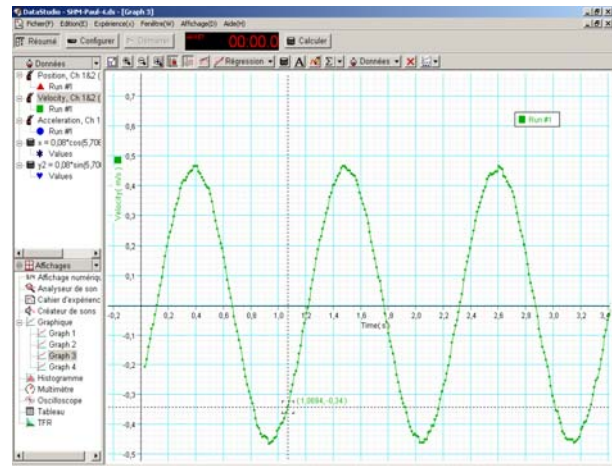 DataStudio - SHM-Paul-4.ds - [Graph 3]
Fichier(F) Edition(E) Expérience(x) Fenêtre(W) Affichage(D) Aide(H)
Résumé Configurer Démarrer 00:00.0 Calculer
Données
Régression A Σ Données
Position, Ch 1&2 (
Run #1
Velocity, Ch 1&2 (
Run #1
Acceleration, Ch 1
Run #1
x = 0,08*cos(5,708
Values
y2 = 0,08*sin(5,70
Values
Affichages
Affichage numériq
Analyseur de son
Cahier d'expérienc
Créateur de sons
Graphique
Graph 1
Graph 2
Graph 3
Graph 4
Histogramme
Multimètre
Oscilloscope
Tableau
TFR
Run #1
Velocity( m/s )
0,7
0,6
0,5
0,4
0,3
0,2
0,1
-0,1
-0,2
-0,3
-0,4
-0,5
-0,2 0,0 0,2 0,4 0,6 0,8 1,0 1,2 1,4 1,6 1,8 2,0 2,2 2,4 2,6 2,8 3,0 3,2 3,4
Time( s )